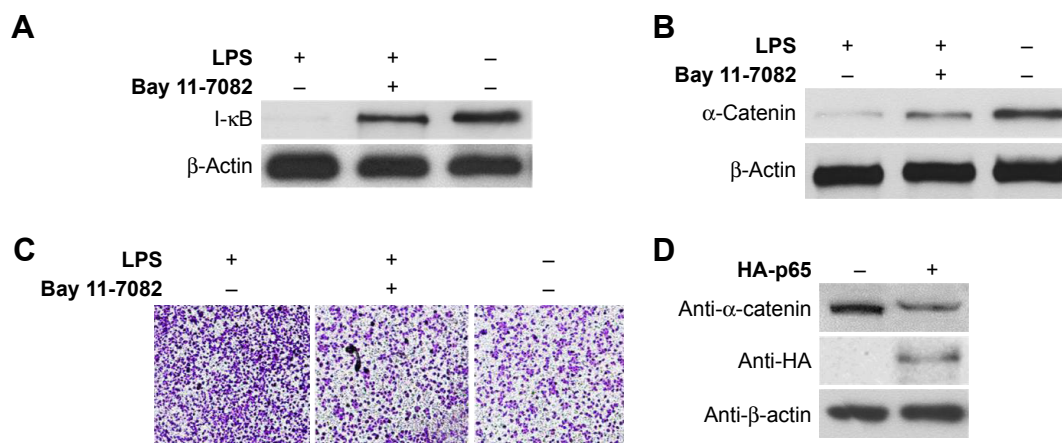 A
LPS + + –
Bay 11-7082 – + –
I-κB
β-Actin
B
LPS + + –
Bay 11-7082 – + –
α-Catenin
β-Actin
C
LPS + + –
Bay 11-7082 – + –
D
HA-p65 – +
Anti-α-catenin
Anti-HA
Anti-β-actin